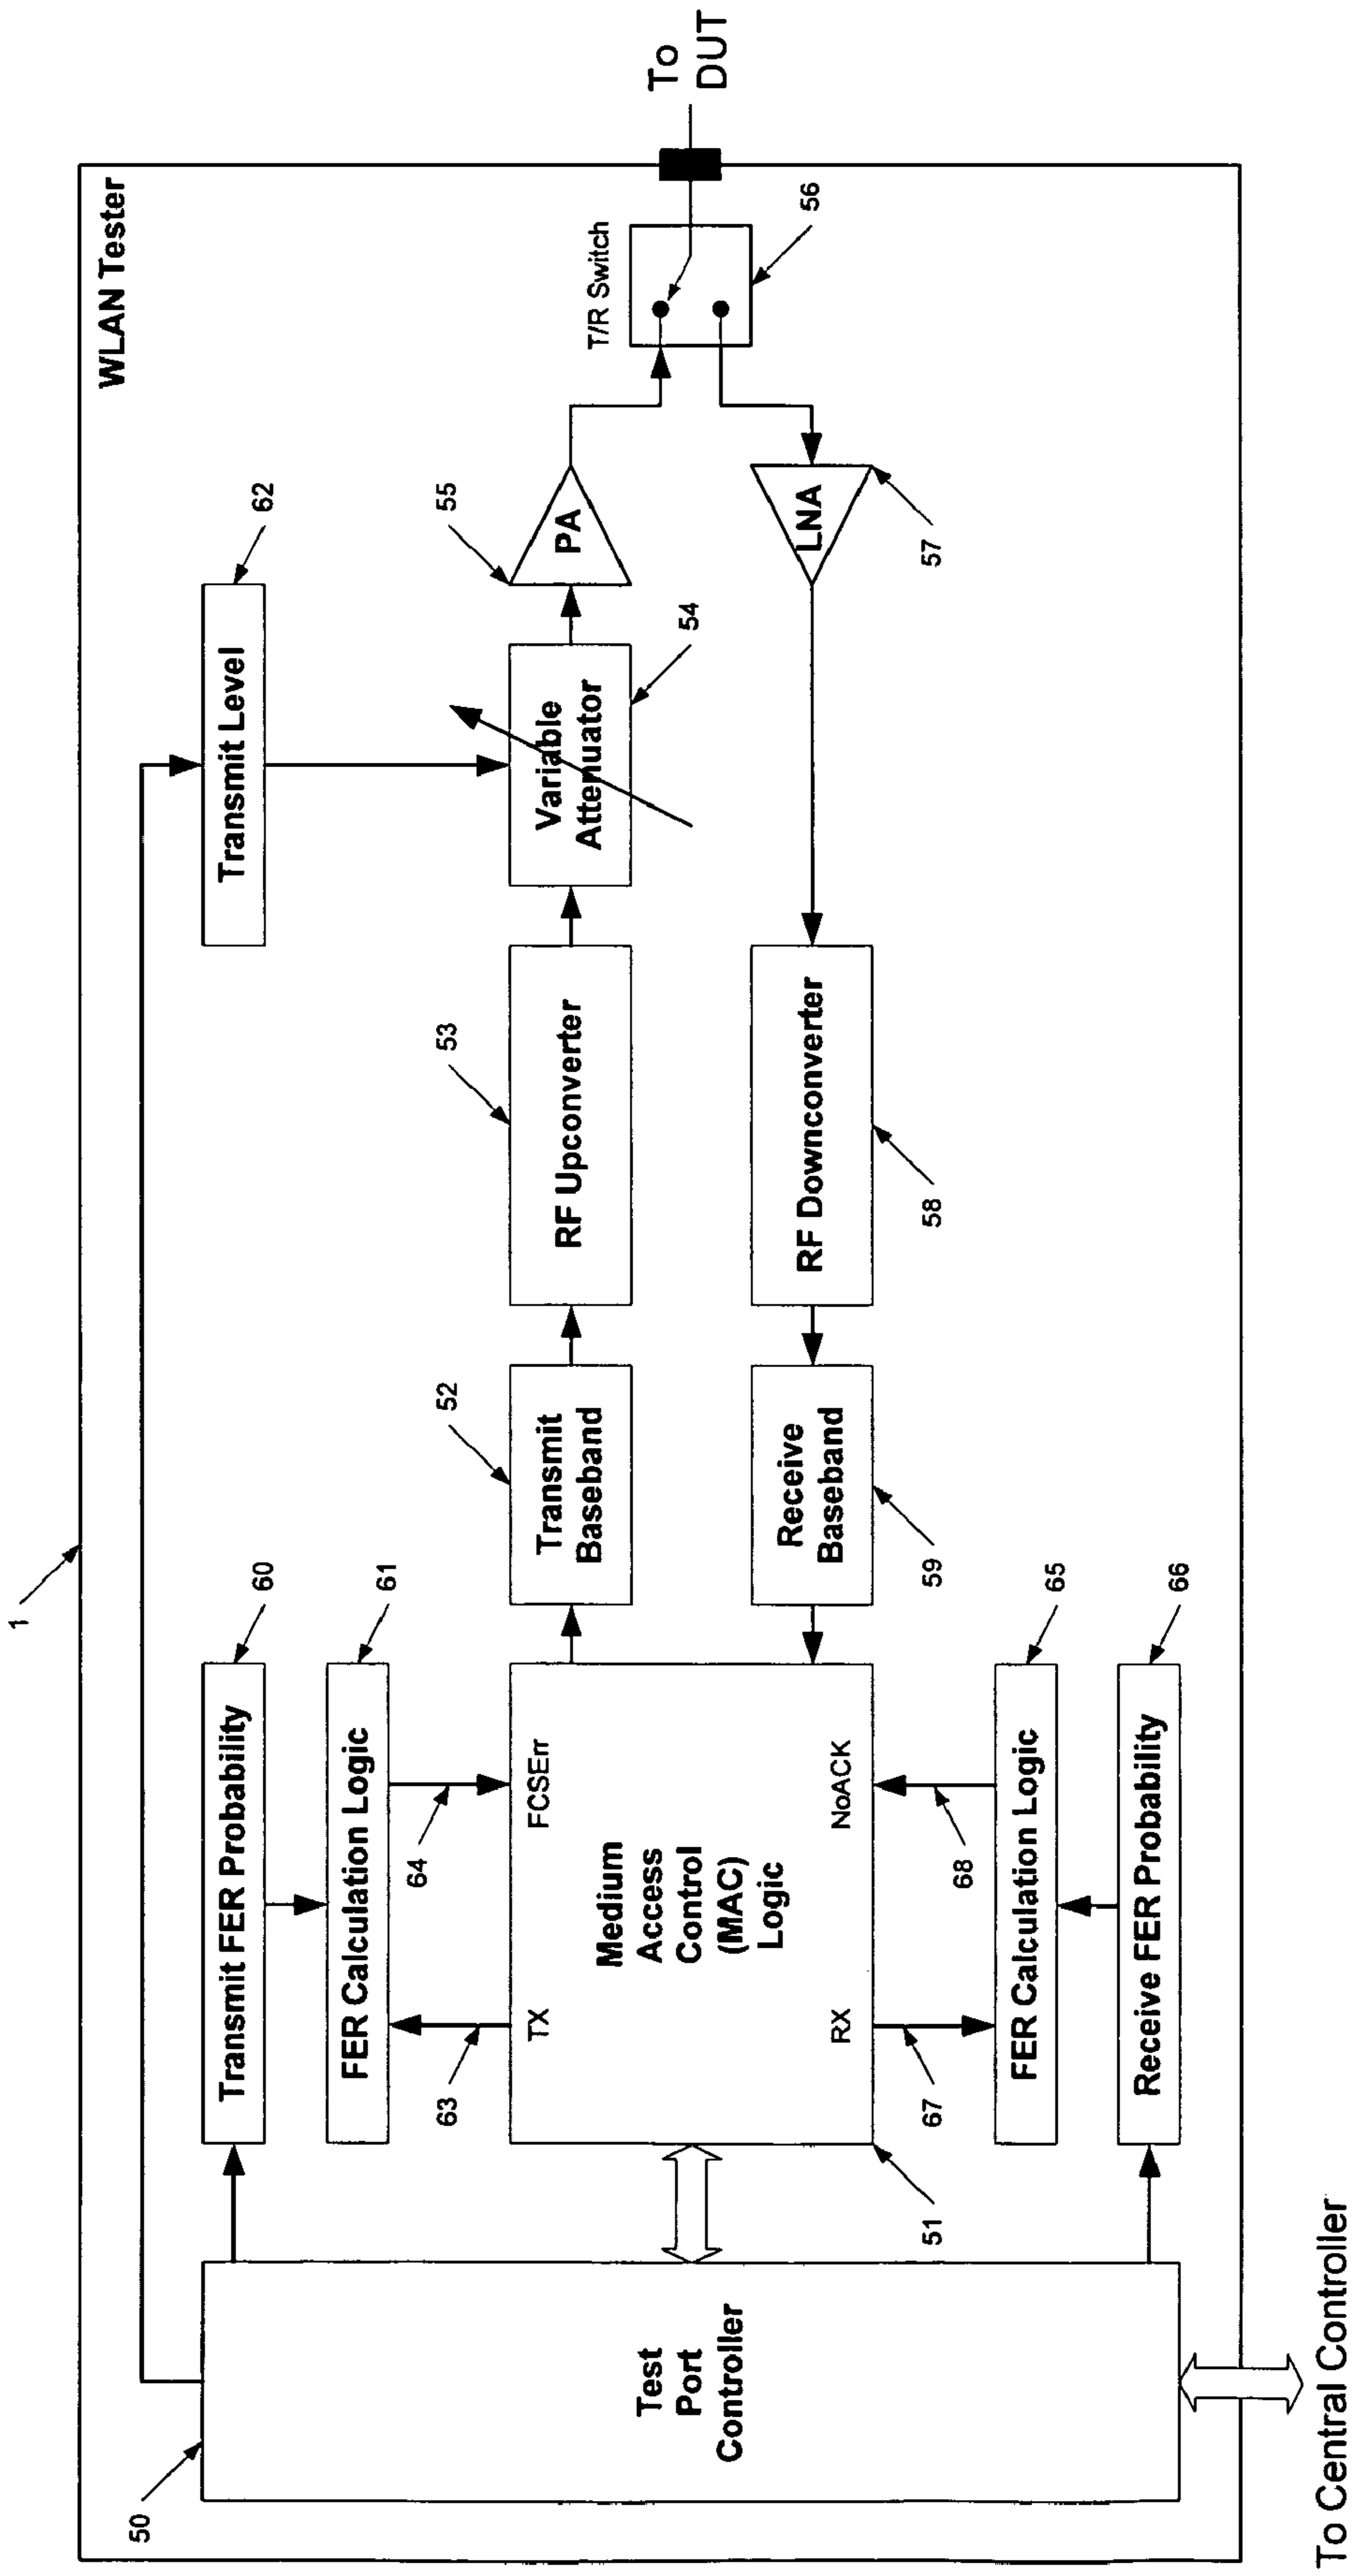 1
WLAN Tester
50
Test
Port
Controller
To Central Controller
Transmit FER Probability
60
FER Calculation Logic
61
63
64
TX
FCSErr
Medium
Access
Control
(MAC)
Logic
RX
NoACK
51
67
68
FER Calculation Logic
65
Receive FER Probability
66
52
Transmit
Baseband
Receive
Baseband
59
53
RF Upconverter
RF Downconverter
58
Transmit Level
62
Variable
Attenuator
54
55
PA
LNA
57
T/R Switch
56
To
DUT